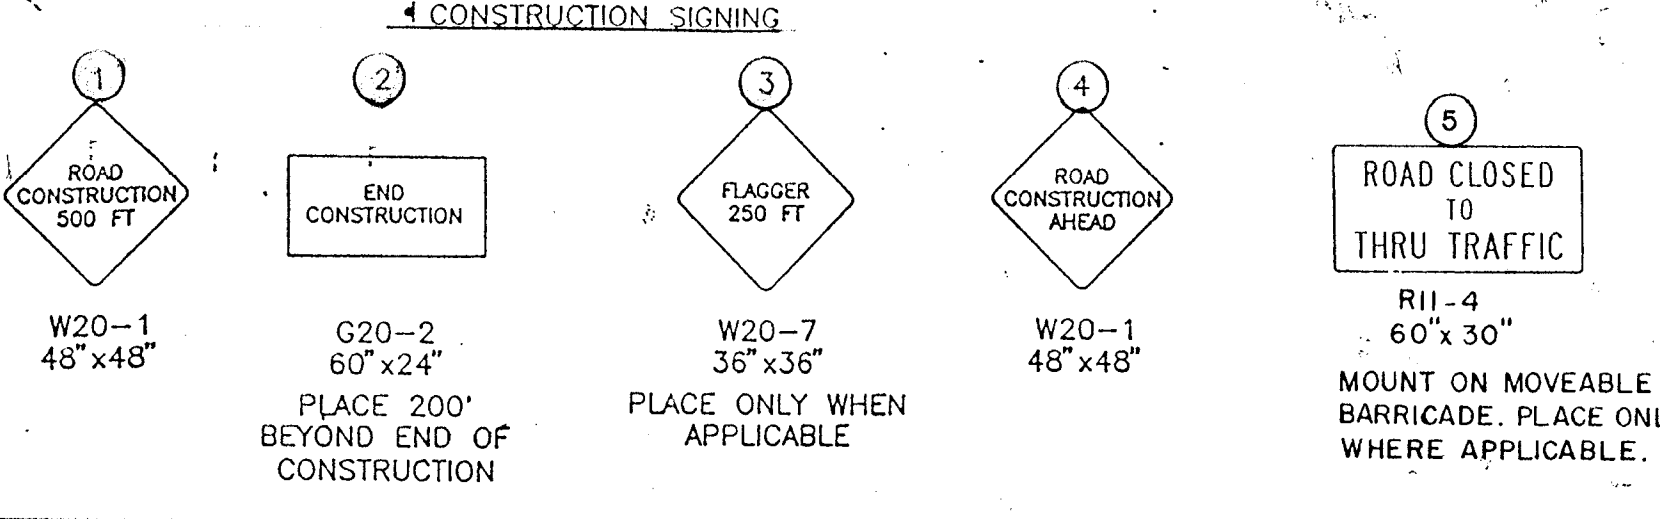 CONSTRUCTION SIGNING
1
ROAD
CONSTRUCTION
500 FT
W20-1
48"x48"
2
END
CONSTRUCTION
G20-2
60"x24"
PLACE 200'
BEYOND END OF
CONSTRUCTION
3
FLAGGER
250 FT
W20-7
36"x36"
PLACE ONLY WHEN
APPLICABLE
4
ROAD
CONSTRUCTION
AHEAD
W20-1
48"x48"
5
ROAD CLOSED
TO
THRU TRAFFIC
R11-4
60"x30"
MOUNT ON MOVEABLE
BARRICADE. PLACE ONL
WHERE APPLICABLE.